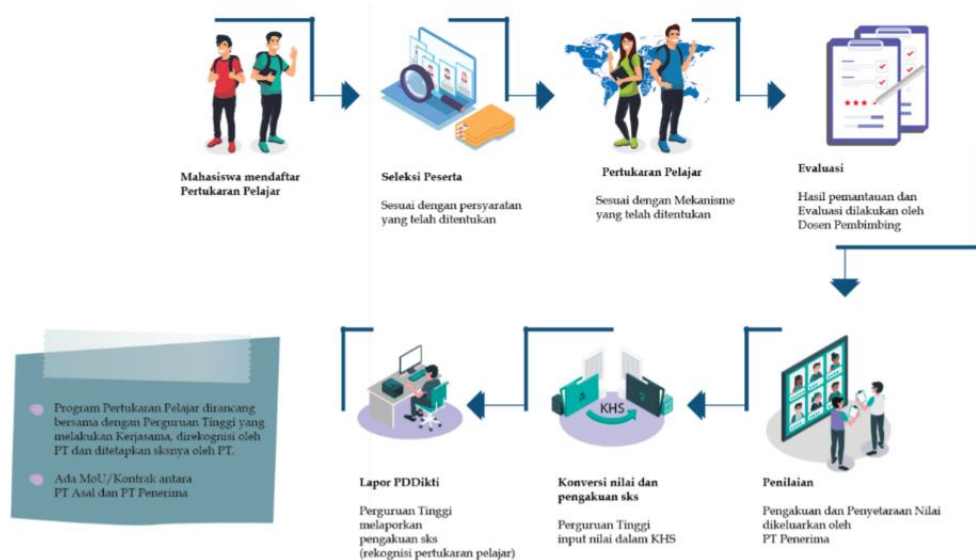 Mahasiswa mendaftar
Pertukaran Pelajar
Seleksi Peserta
Sesuai dengan persyaratan
yang telah ditentukan
Pertukaran Pelajar
Sesuai dengan Mekanisme
yang telah ditentukan
Evaluasi
Hasil pemantauan dan
Evaluasi dilakukan oleh
Dosen Pembimbing
Program Pertukaran Pelajar dirancang
bersama dengan Perguruan Tinggi yang
melakukan Kerjasama, direkognisi oleh
PT dan ditetapkan sksnya oleh PT.
Ada MoU/Kontrak antara
PT Asal dan PT Penerima
Lapor PDDikti
Perguruan Tinggi
melaporkan
pengakuan sks
(rekognisi pertukaran pelajar)
KHS
Konversi nilai dan
pengakuan sks
Perguruan Tinggi
input nilai dalam KHS
Penilaian
Pengakuan dan Penyetaraan Nilai
dikeluarkan oleh
PT Penerima